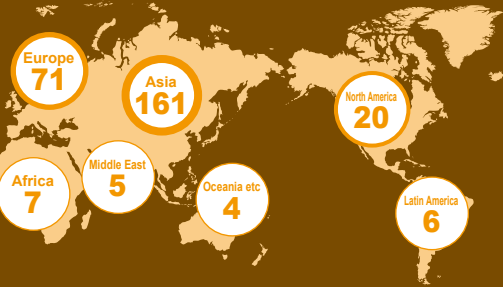 Europe
71
Asia
161
North America
20
Africa
7
Middle East
5
Oceania etc
4
Latin America
6